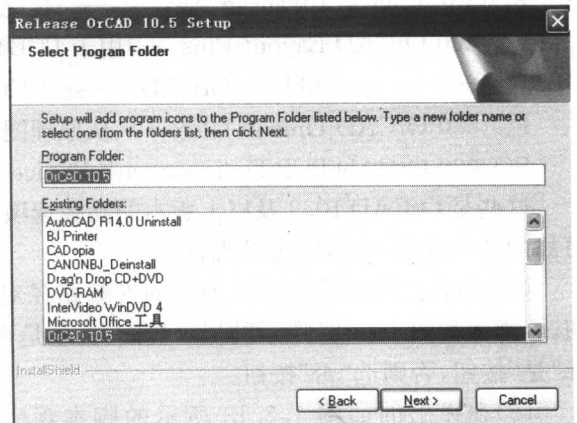 Release OrCAD 10.5 Setup
Select Program Folder
Setup will add program icons to the Program Folder listed below. Type a new folder name or
select one from the folders list, then click Next.
Program Folder:
OrCAD 10.5
Existing Folders:
AutoCAD R14.0 Uninstall
BJ Printer
CADopia
CANONBJ_Deinstall
Drag'n Drop CD+DVD
DVD-RAM
InterVideo WinDVD 4
Microsoft Office 工具
OrCAD 10.5
InstallShield
< Back
Next >
Cancel